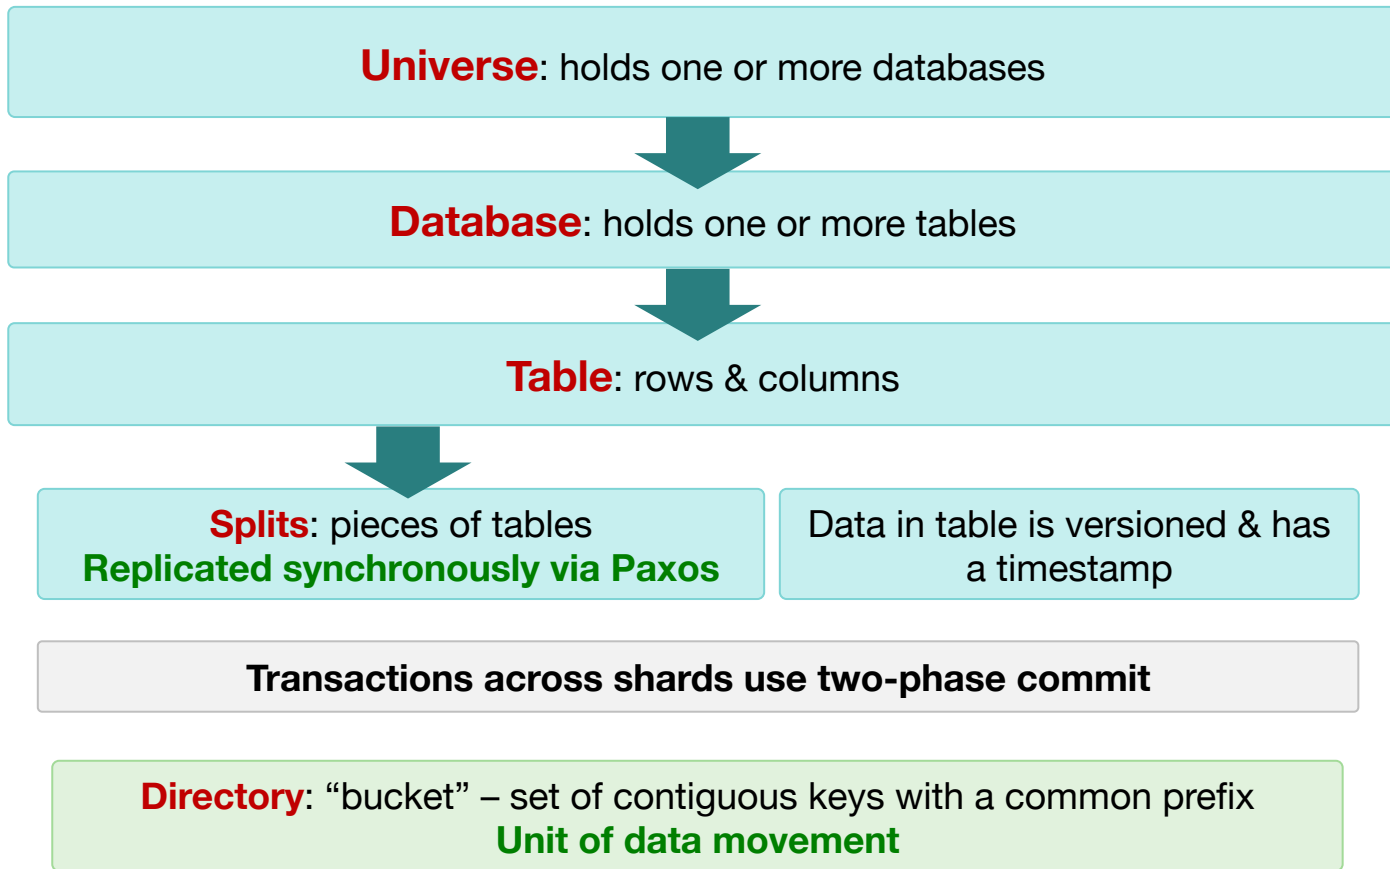 Universe: holds one or more databases
Database: holds one or more tables
Table: rows & columns
Splits: pieces of tables
Replicated synchronously via Paxos
Data in table is versioned & has
a timestamp
Transactions across shards use two-phase commit
Directory: “bucket” – set of contiguous keys with a common prefix
Unit of data movement